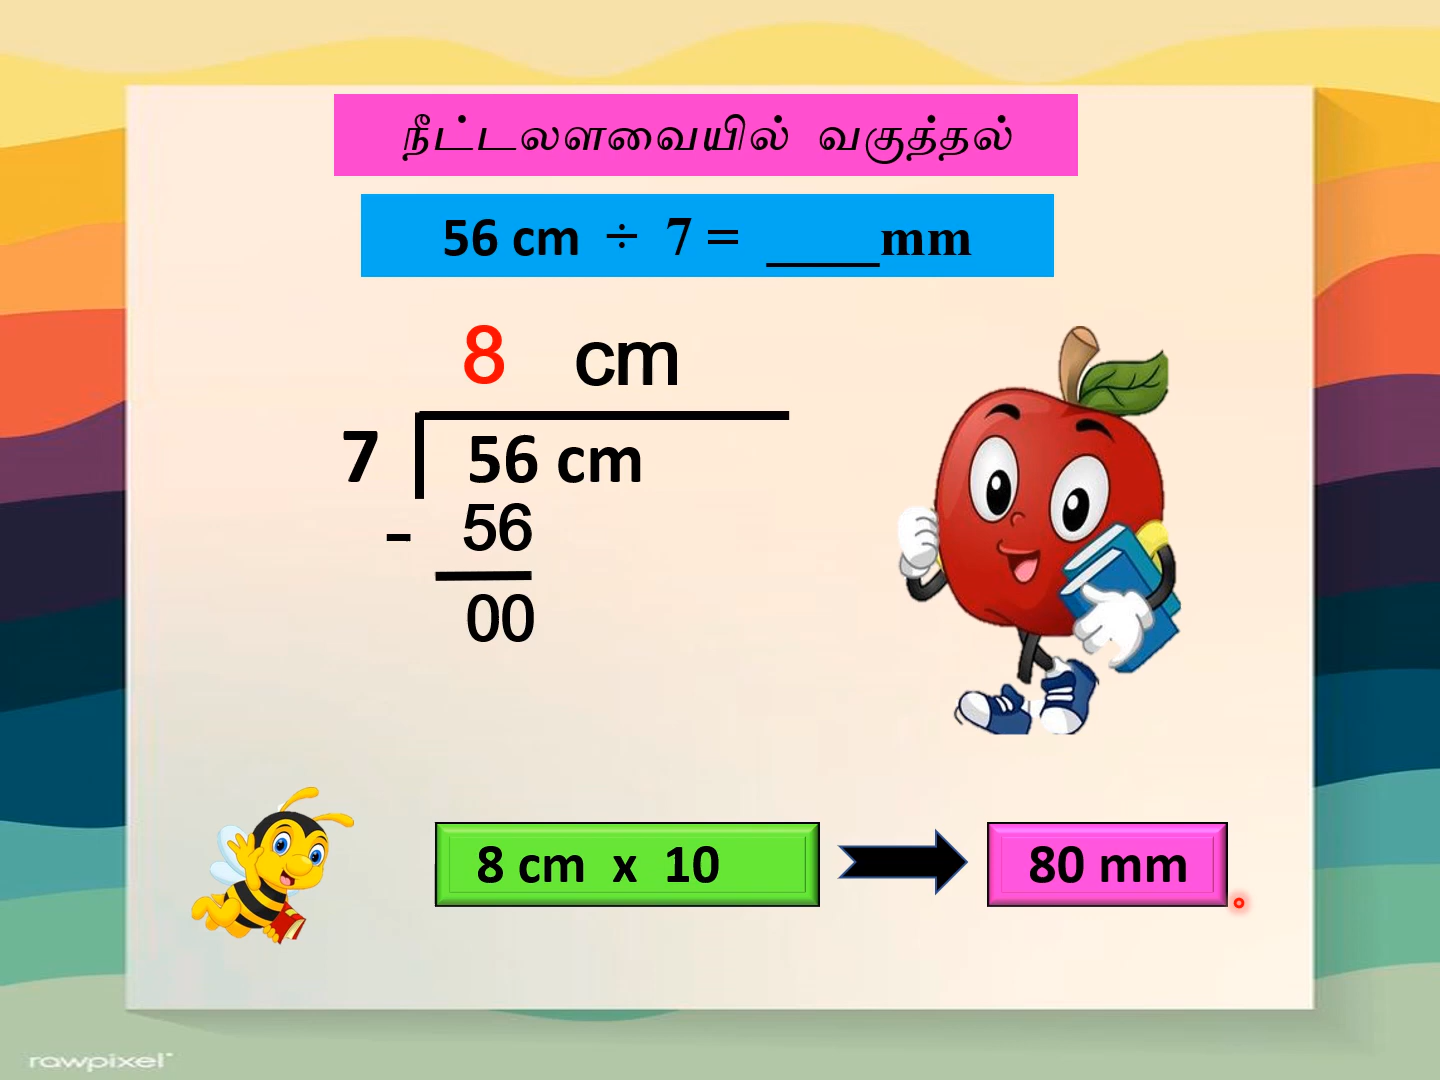 நீட்டலளவையில் வகுத்தல்
56 cm ÷ 7 = ____mm
8 cm
7 56 cm
- 56
00
8 cm x 10 80 mm
rawpixel